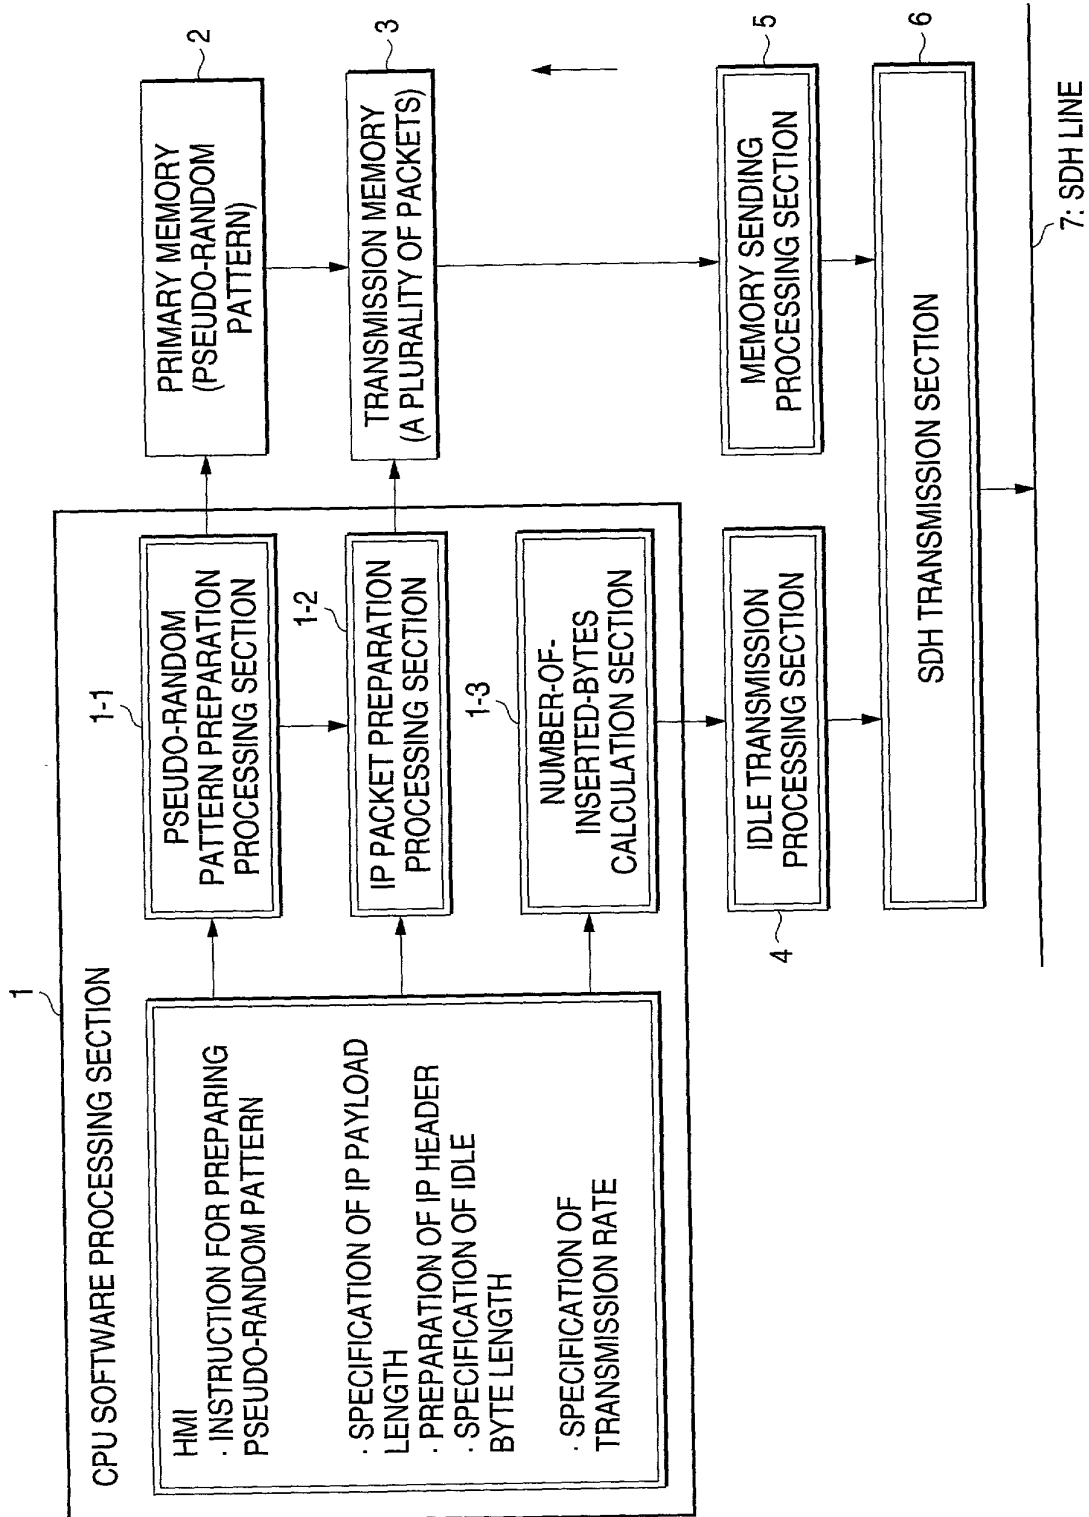 1
CPU SOFTWARE PROCESSING SECTION
HMI
· INSTRUCTION FOR PREPARING
PSEUDO-RANDOM PATTERN
· SPECIFICATION OF IP PAYLOAD
LENGTH
· PREPARATION OF IP HEADER
· SPECIFICATION OF IDLE
BYTE LENGTH
· SPECIFICATION OF
TRANSMISSION RATE
1-1
PSEUDO-RANDOM
PATTERN PREPARATION
PROCESSING SECTION
1-2
IP PACKET PREPARATION
PROCESSING SECTION
1-3
NUMBER-OF-
INSERTED-BYTES
CALCULATION SECTION
2
PRIMARY MEMORY
(PSEUDO-RANDOM
PATTERN)
3
TRANSMISSION MEMORY
(A PLURALITY OF PACKETS)
4
IDLE TRANSMISSION
PROCESSING SECTION
5
MEMORY SENDING
PROCESSING SECTION
6
SDH TRANSMISSION SECTION
7: SDH LINE